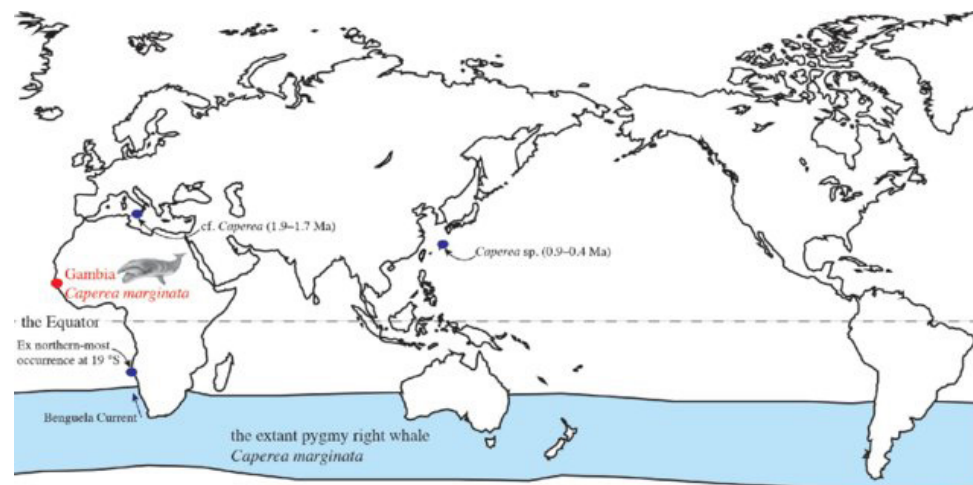 cf. Caperea (1.9–1.7 Ma)
Caperea sp. (0.9–0.4 Ma)
Gambia
Caperea marginata
the Equator
Ex northern-most
occurrence at 19 °S
Benguela Current
the extant pygmy right whale
Caperea marginata